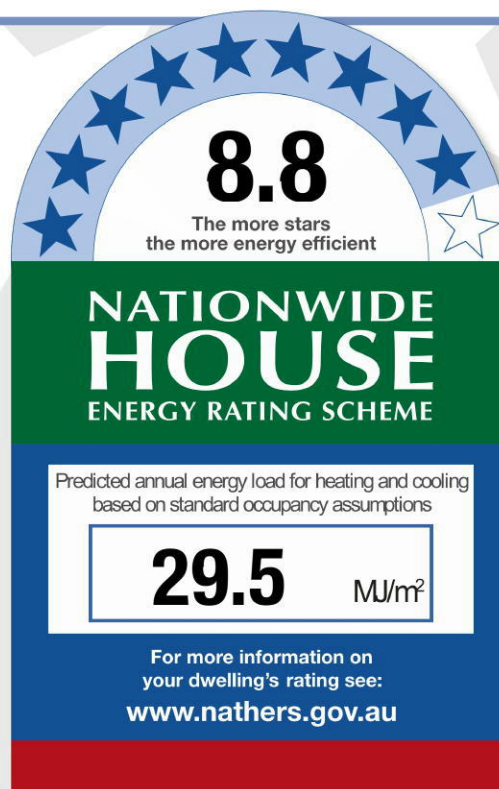 8.8
The more stars
the more energy efficient
NATIONWIDE
HOUSE
ENERGY RATING SCHEME
Predicted annual energy load for heating and cooling
based on standard occupancy assumptions
29.5 MJ/m²
For more information on
your dwelling's rating see:
www.nathers.gov.au